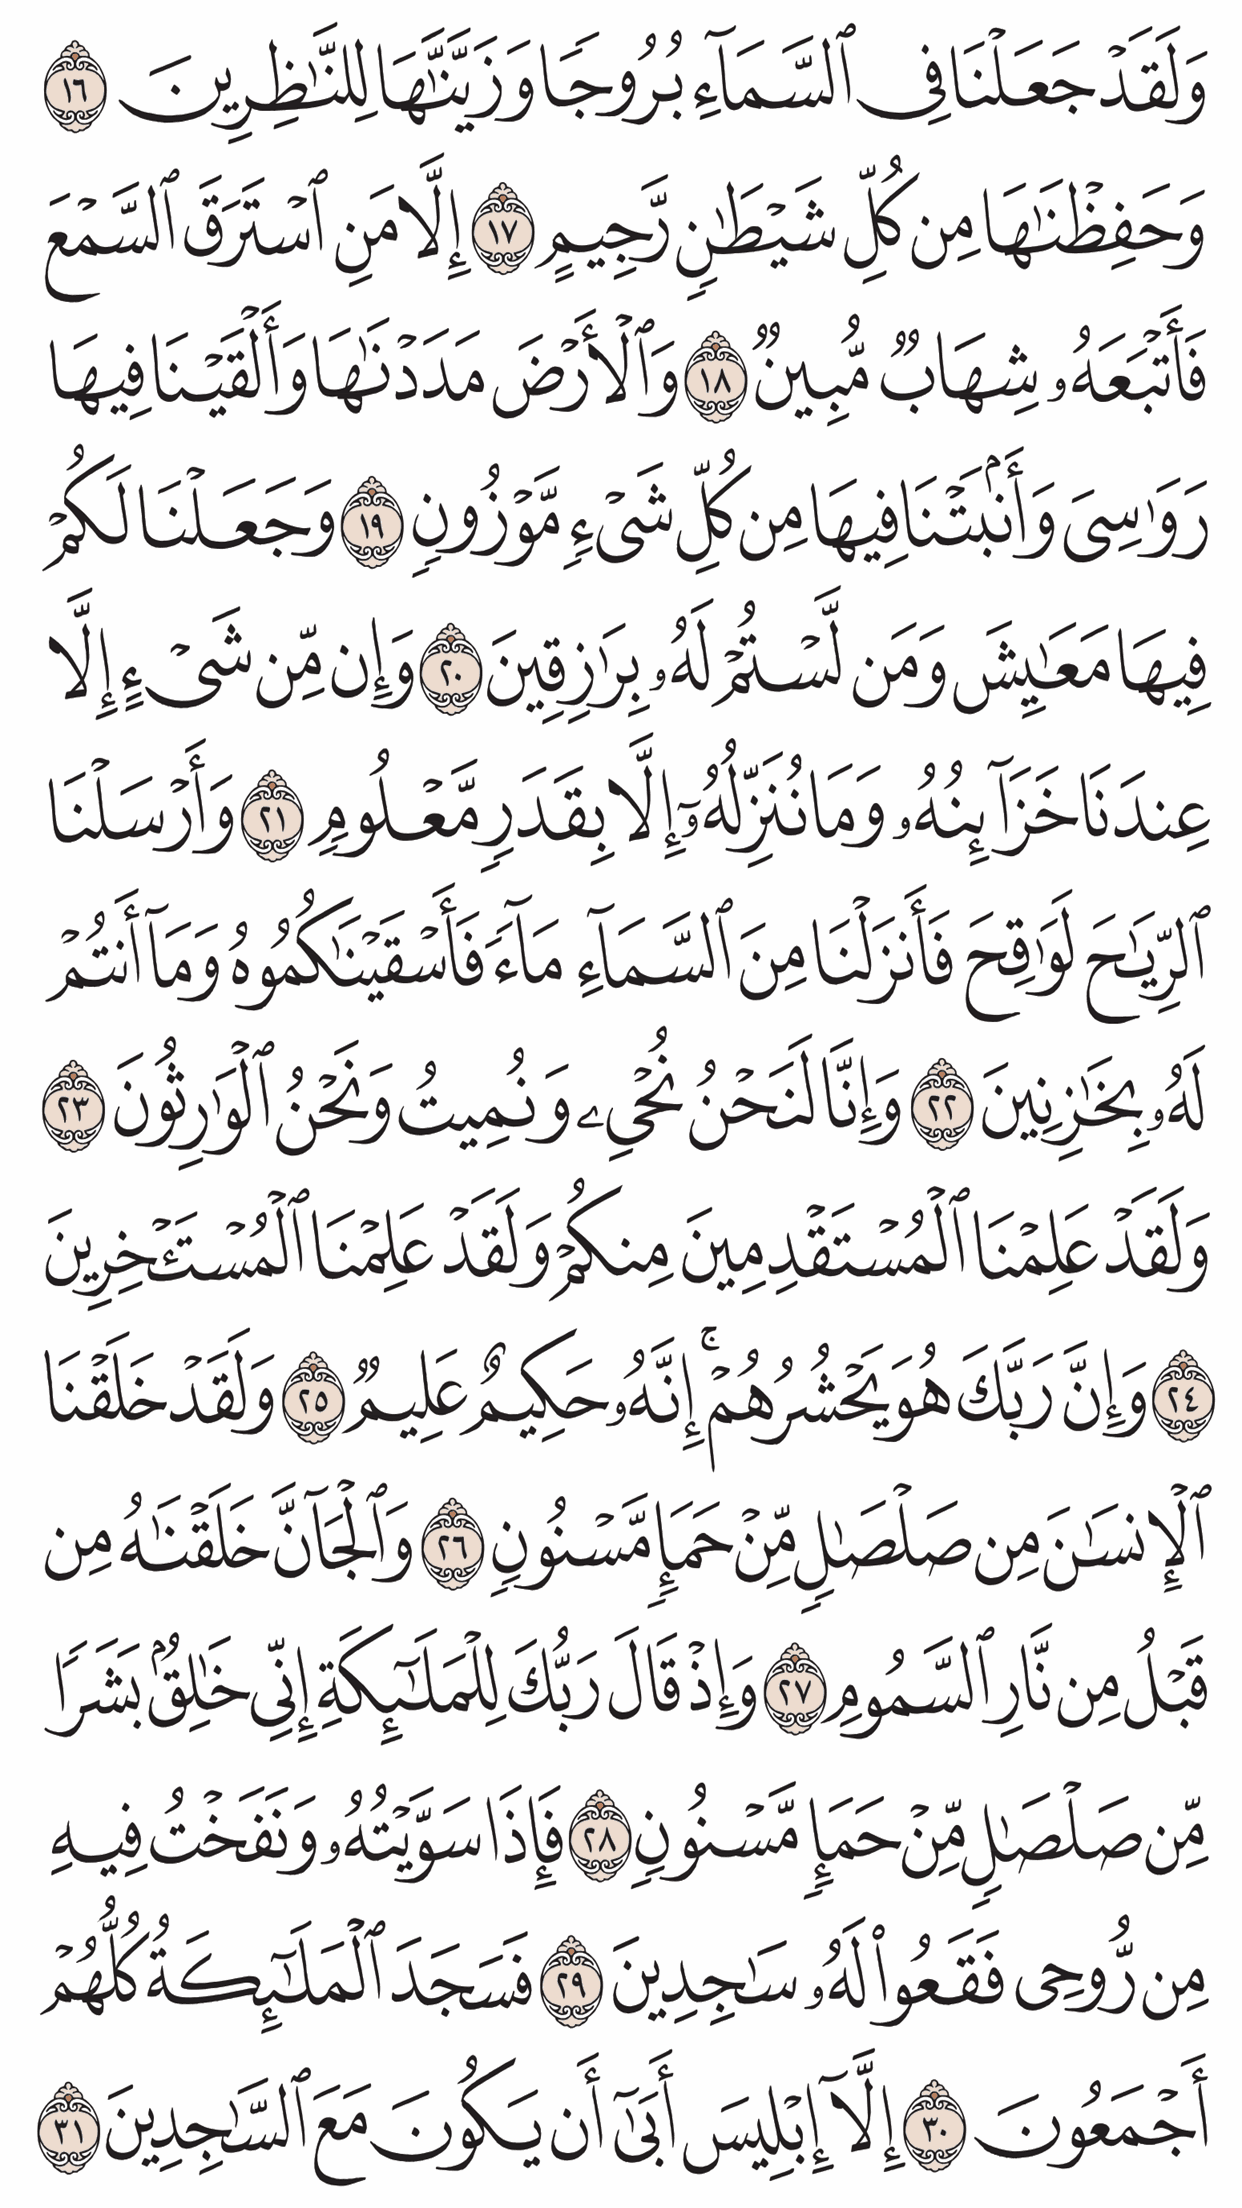 وَلَقَدْ جَعَلْنَا فِى ٱلسَّمَآءِ بُرُوجًا وَزَيَّنَّٰهَا لِلنَّٰظِرِينَ ١٦
وَحَفِظْنَٰهَا مِن كُلِّ شَيْطَٰنٍ رَّجِيمٍ ١٧ إِلَّا مَنِ ٱسْتَرَقَ ٱلسَّمْعَ
فَأَتْبَعَهُۥ شِهَابٌ مُّبِينٌ ١٨ وَٱلْأَرْضَ مَدَدْنَٰهَا وَأَلْقَيْنَا فِيهَا
رَوَٰسِىَ وَأَنۢبَتْنَا فِيهَا مِن كُلِّ شَىْءٍ مَّوْزُونٍ ١٩ وَجَعَلْنَا لَكُمْ
فِيهَا مَعَٰيِشَ وَمَن لَّسْتُمْ لَهُۥ بِرَٰزِقِينَ ٢٠ وَإِن مِّن شَىْءٍ إِلَّا
عِندَنَا خَزَآئِنُهُۥ وَمَا نُنَزِّلُهُۥٓ إِلَّا بِقَدَرٍ مَّعْلُومٍ ٢١ وَأَرْسَلْنَا
ٱلرِّيَٰحَ لَوَٰقِحَ فَأَنزَلْنَا مِنَ ٱلسَّمَآءِ مَآءً فَأَسْقَيْنَٰكُمُوهُ وَمَآ أَنتُمْ
لَهُۥ بِخَٰزِنِينَ ٢٢ وَإِنَّا لَنَحْنُ نُحْىِۦ وَنُمِيتُ وَنَحْنُ ٱلْوَٰرِثُونَ ٢٣
وَلَقَدْ عَلِمْنَا ٱلْمُسْتَقْدِمِينَ مِنكُمْ وَلَقَدْ عَلِمْنَا ٱلْمُسْتَـْٔخِرِينَ
٢٤ وَإِنَّ رَبَّكَ هُوَ يَحْشُرُهُمْ ۚ إِنَّهُۥ حَكِيمٌ عَلِيمٌ ٢٥ وَلَقَدْ خَلَقْنَا
ٱلْإِنسَٰنَ مِن صَلْصَٰلٍ مِّنْ حَمَإٍ مَّسْنُونٍ ٢٦ وَٱلْجَآنَّ خَلَقْنَٰهُ مِن
قَبْلُ مِن نَّارِ ٱلسَّمُومِ ٢٧ وَإِذْ قَالَ رَبُّكَ لِلْمَلَٰٓئِكَةِ إِنِّى خَٰلِقٌۢ بَشَرًا
مِّن صَلْصَٰلٍ مِّنْ حَمَإٍ مَّسْنُونٍ ٢٨ فَإِذَا سَوَّيْتُهُۥ وَنَفَخْتُ فِيهِ
مِن رُّوحِى فَقَعُوا۟ لَهُۥ سَٰجِدِينَ ٢٩ فَسَجَدَ ٱلْمَلَٰٓئِكَةُ كُلُّهُمْ
أَجْمَعُونَ ٣٠ إِلَّآ إِبْلِيسَ أَبَىٰٓ أَن يَكُونَ مَعَ ٱلسَّٰجِدِينَ ٣١